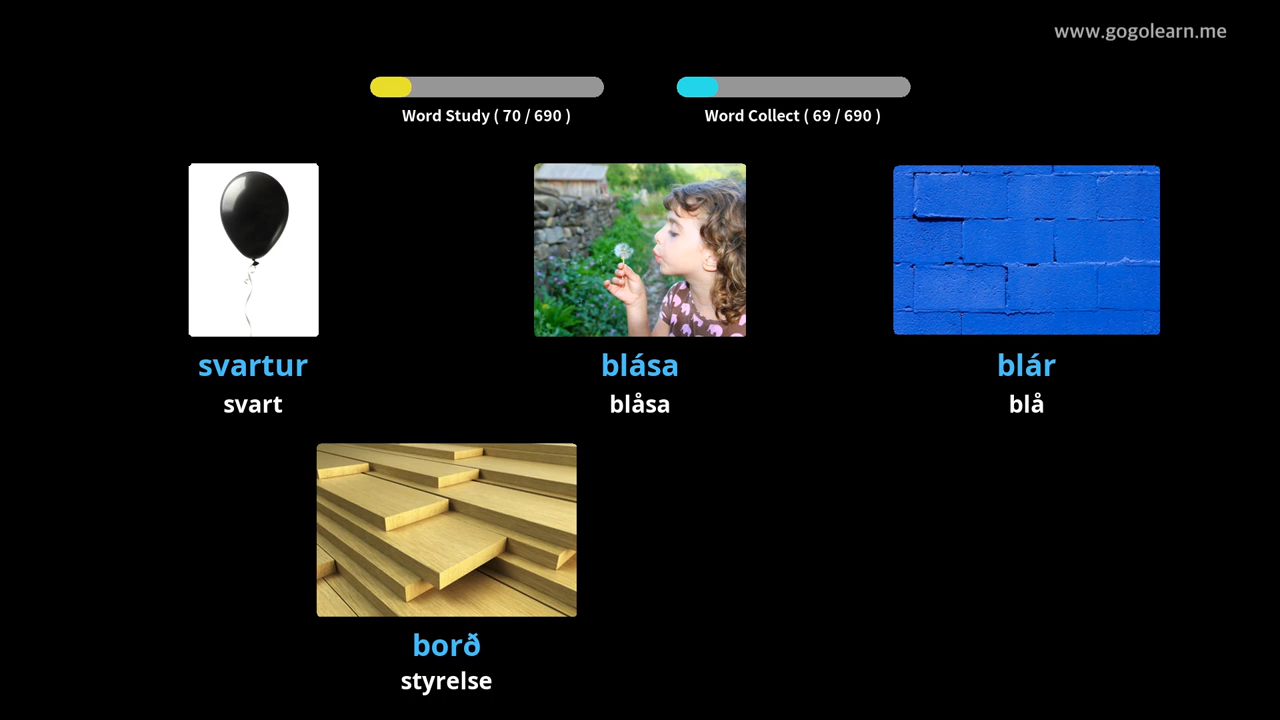 www.gogolearn.me
Word Study ( 70 / 690 )
Word Collect ( 69 / 690 )
svartur
svart
blása
blåsa
blár
blå
borð
styrelse